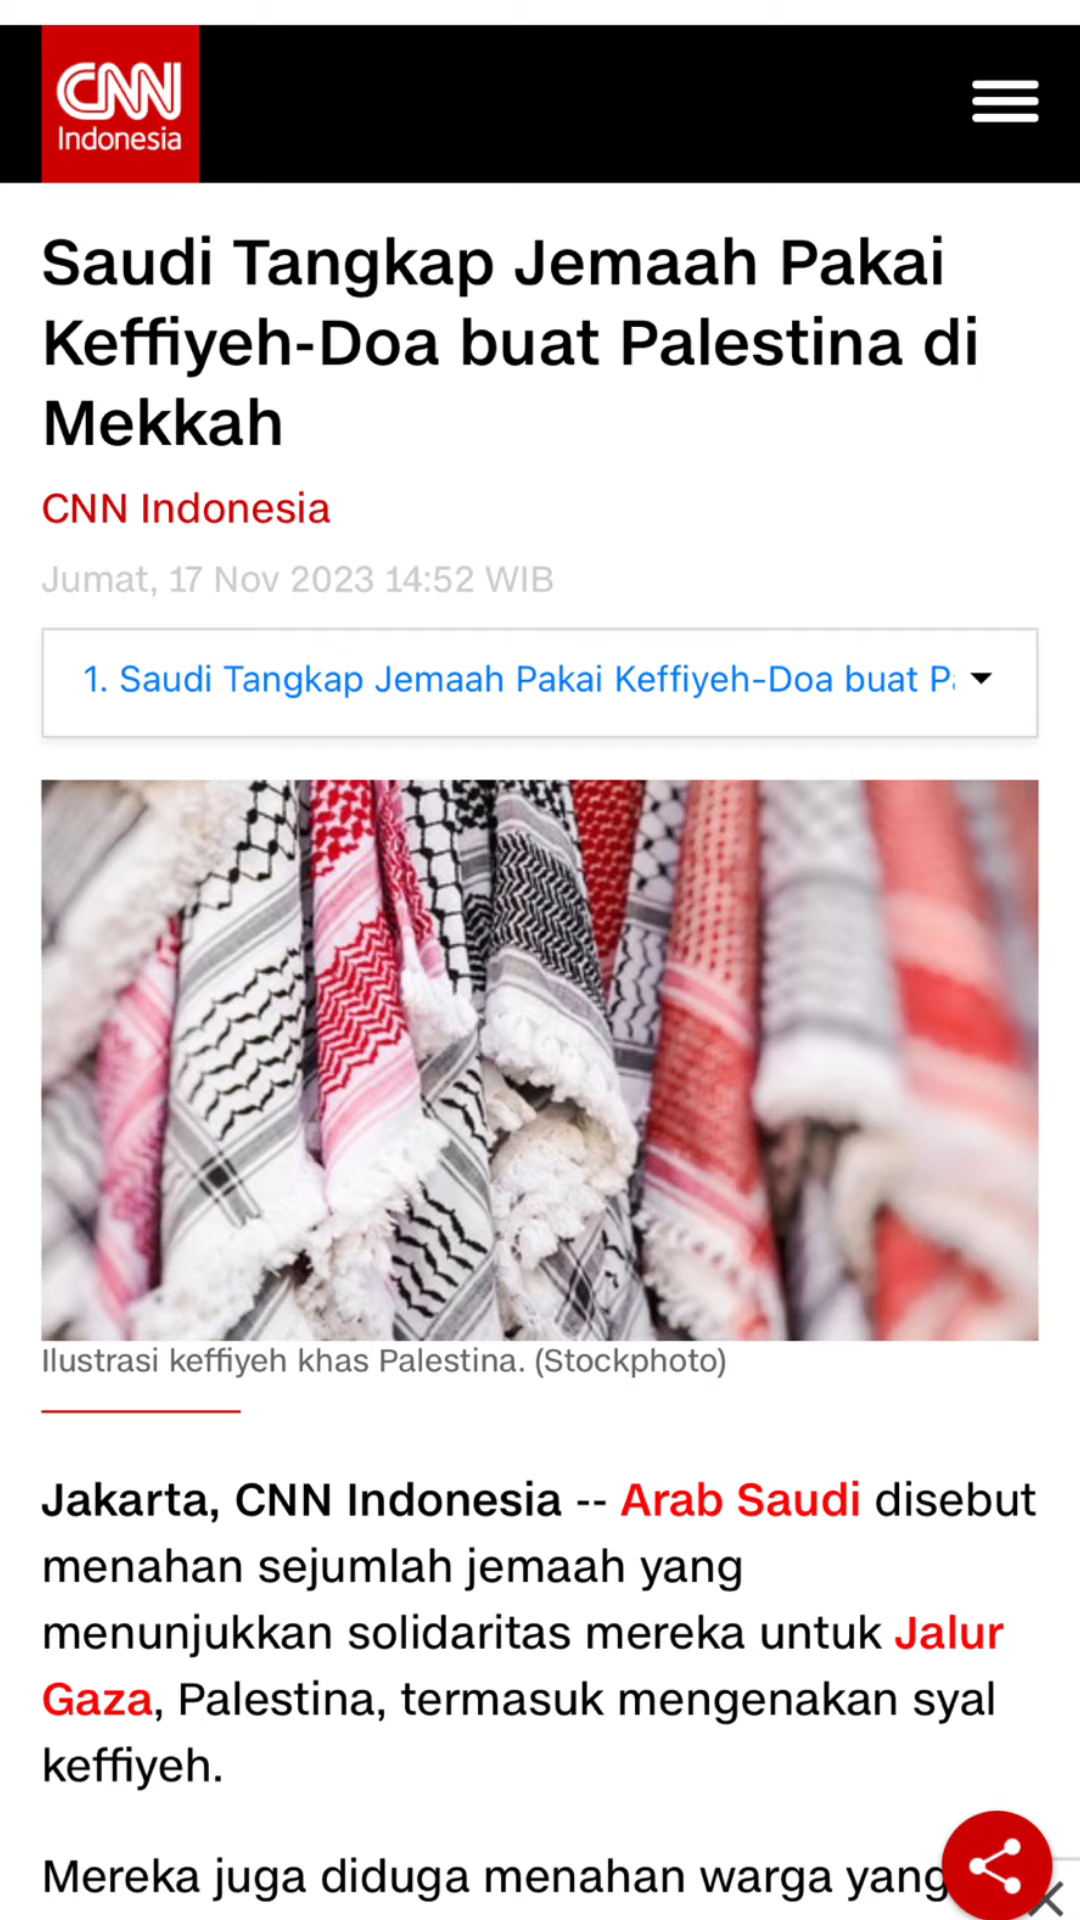 CNN
Indonesia
Saudi Tangkap Jemaah Pakai
Keffiyeh-Doa buat Palestina di
Mekkah
CNN Indonesia
Jumat, 17 Nov 2023 14:52 WIB
1. Saudi Tangkap Jemaah Pakai Keffiyeh-Doa buat
Ilustrasi keffiyeh khas Palestina. (Stockphoto)
Jakarta, CNN Indonesia -- Arab Saudi disebut
menahan sejumlah jemaah yang
menunjukkan solidaritas mereka untuk Jalur
Gaza, Palestina, termasuk mengenakan syal
keffiyeh.
Mereka juga diduga menahan warga yang